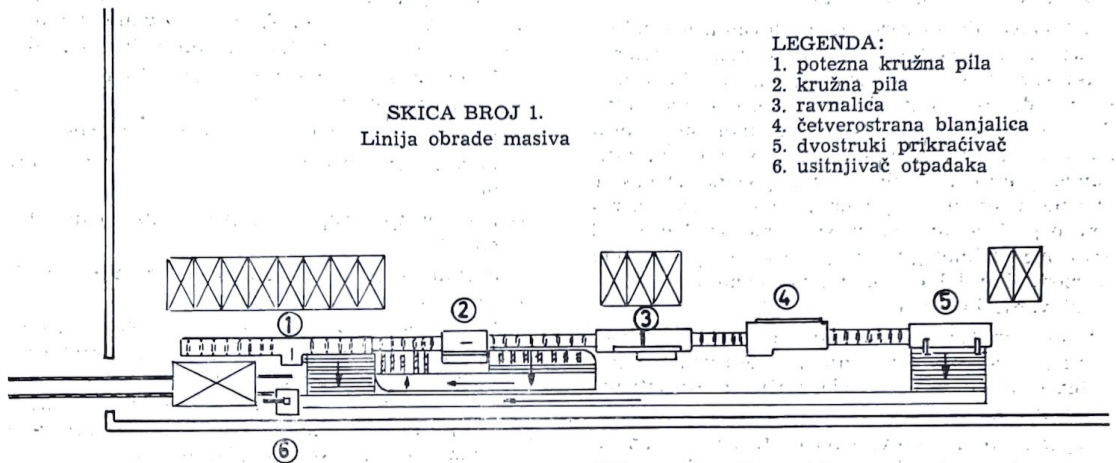 SKICA BROJ 1.
Linija obrade masiva
LEGENDA:
1. potezna kružna pila
2. kružna pila
3. ravnalica
4. četverostrana blanjalica
5. dvostruki prikraćivač
6. usitnjivač otpadaka
1
2
3
4
5
6